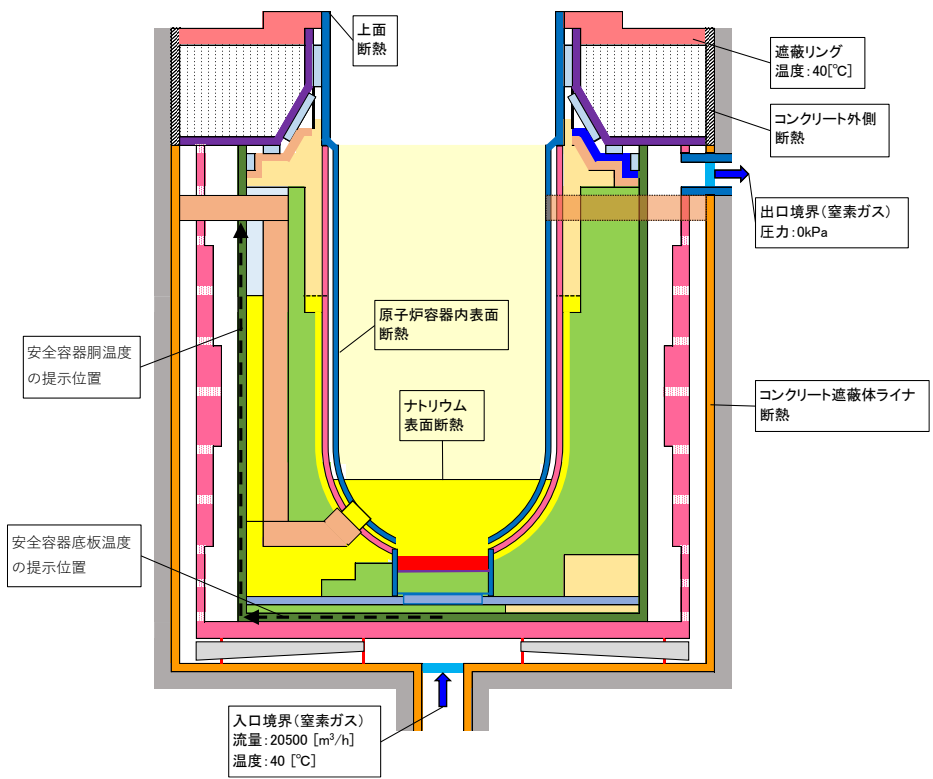 上面
断熱
遮蔽リング
温度：40[℃]
コンクリート外側
断熱
出口境界（窒素ガス）
圧力：0kPa
原子炉容器内表面
断熱
安全容器胴温度
の提示位置
ナトリウム
表面断熱
コンクリート遮蔽体ライナ
断熱
安全容器底板温度
の提示位置
入口境界（窒素ガス）
流量：20500 [m³/h]
温度：40 [℃]